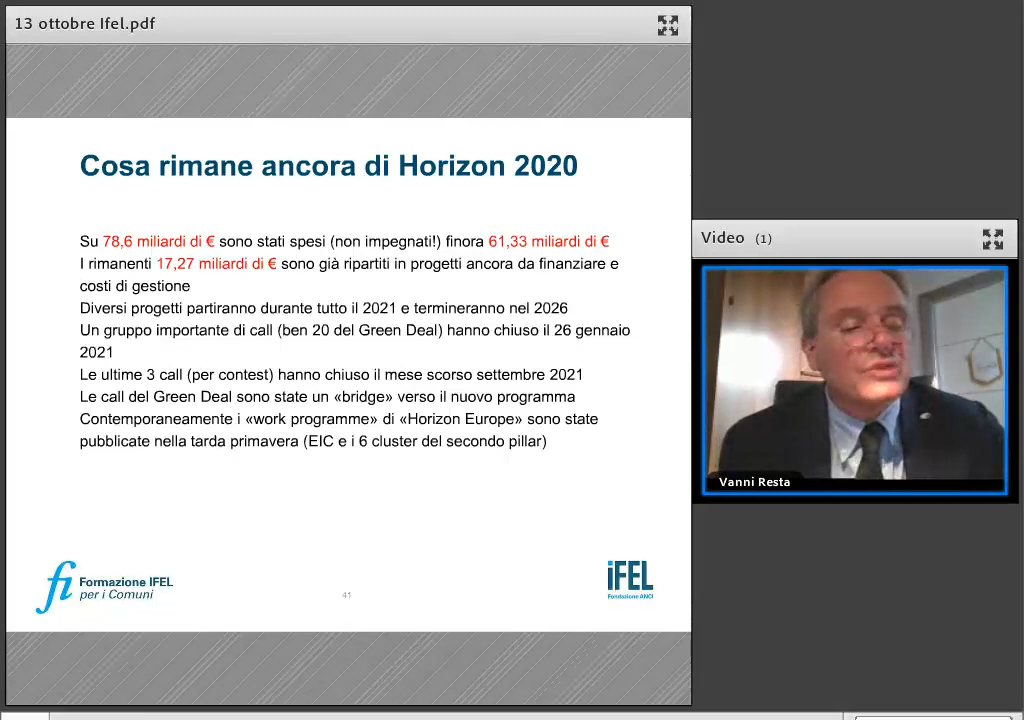 13 ottobre Ifel.pdf
Cosa rimane ancora di Horizon 2020
Su 78,6 miliardi di € sono stati spesi (non impegnati!) finora 61,33 miliardi di €
I rimanenti 17,27 miliardi di € sono già ripartiti in progetti ancora da finanziare e
costi di gestione
Diversi progetti partiranno durante tutto il 2021 e termineranno nel 2026
Un gruppo importante di call (ben 20 del Green Deal) hanno chiuso il 26 gennaio
2021
Le ultime 3 call (per contest) hanno chiuso il mese scorso settembre 2021
Le call del Green Deal sono state un «bridge» verso il nuovo programma
Contemporaneamente i «work programme» di «Horizon Europe» sono state
pubblicate nella tarda primavera (EIC e i 6 cluster del secondo pillar)
fi Formazione IFEL
per i Comuni
41
iFEL
Formazione ANCI
Video (1)
Vanni Resta